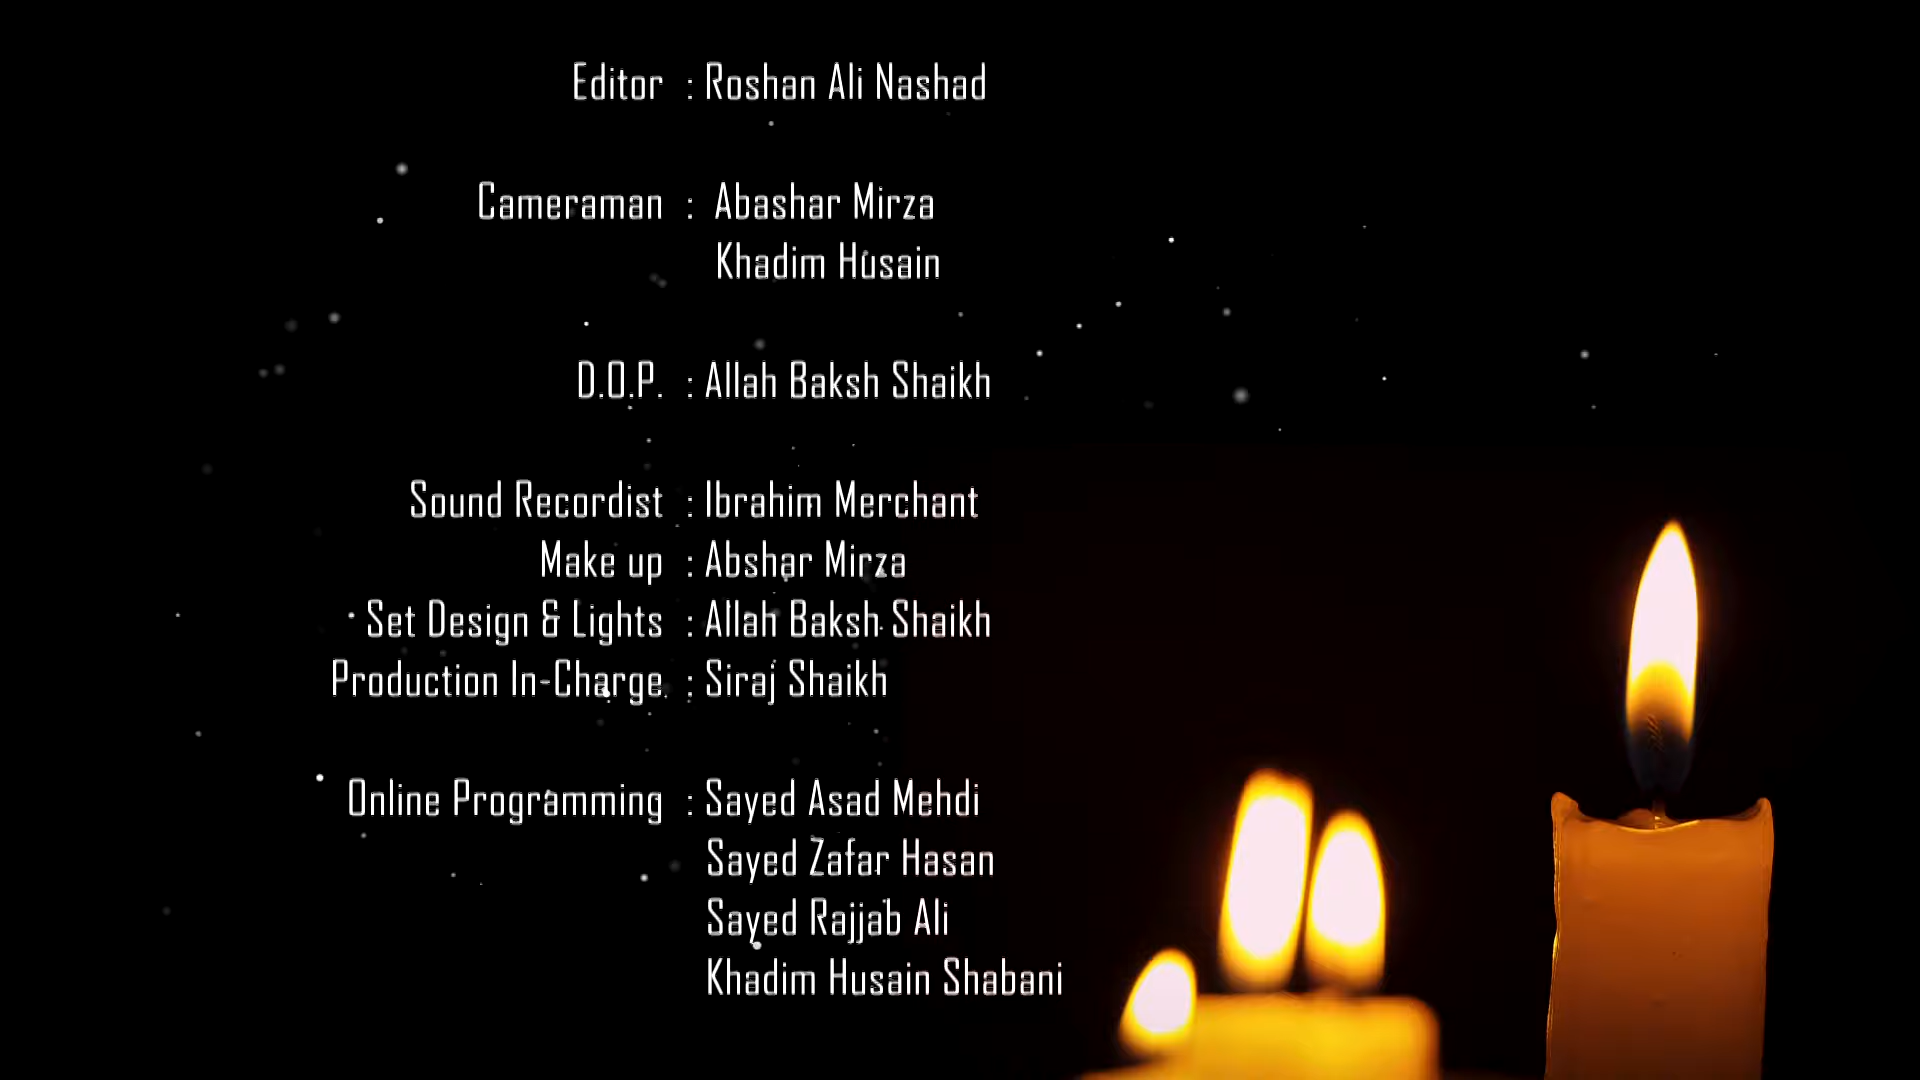 Editor : Roshan Ali Nashad
Cameraman : Abashar Mirza
Khadim Husain
D.O.P. : Allah Baksh Shaikh
Sound Recordist : Ibrahim Merchant
Make up : Abshar Mirza
Set Design & Lights : Allah Baksh Shaikh
Production In-Charge : Siraj Shaikh
Online Programming : Sayed Asad Mehdi
Sayed Zafar Hasan
Sayed Rajjab Ali
Khadim Husain Shabani